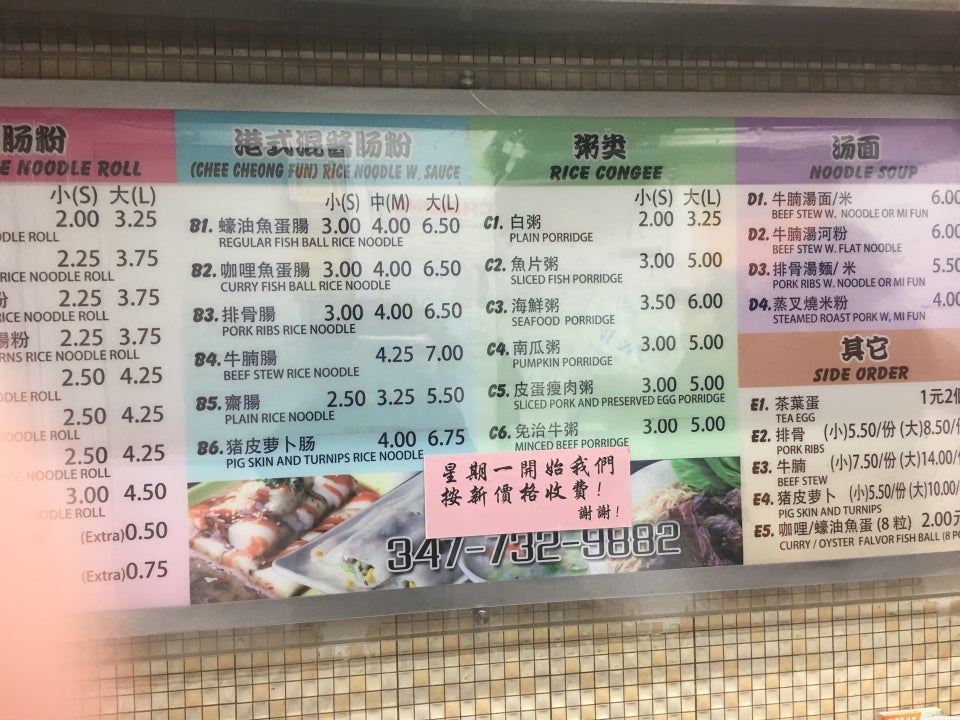 肠粉
E NOODLE ROLL
小(S) 大(L)
2.00 3.25
ODLE ROLL
2.25 3.75
RICE NOODLE ROLL
粉 2.25 3.75
RICE NOODLE ROLL
肠粉 2.25 3.75
RNS RICE NOODLE ROLL
2.50 4.25
ODLE ROLL
2.50 4.25
2.50 4.25
E NOODLE ROLL
3.00 4.50
OODLE ROLL
(Extra)0.50
(Extra)0.75
港式混酱肠粉
(CHEE CHEONG FUN) RICE NOODLE W. SAUCE
小(S) 中(M) 大(L)
B1. 蠔油魚蛋腸 3.00 4.00 6.50
REGULAR FISH BALL RICE NOODLE
B2. 咖哩魚蛋腸 3.00 4.00 6.50
CURRY FISH BALL RICE NOODLE
B3. 排骨腸 3.00 4.00 6.50
PORK RIBS RICE NOODLE
B4. 牛腩腸 4.25 7.00
BEEF STEW RICE NOODLE
B5. 齋腸 2.50 3.25 5.50
PLAIN RICE NOODLE
B6. 猪皮萝卜肠 4.00 6.75
PIG SKIN AND TURNIPS RICE NOODLE
粥类
RICE CONGEE
小(S) 大(L)
C1. 白粥 2.00 3.25
PLAIN PORRIDGE
C2. 魚片粥 3.00 5.00
SLICED FISH PORRIDGE
C3. 海鮮粥 3.50 6.00
SEAFOOD PORRIDGE
C4. 南瓜粥 3.00 5.00
PUMPKIN PORRIDGE
C5. 皮蛋瘦肉粥 3.00 5.00
SLICED PORK AND PRESERVED EGG PORRIDGE
C6. 免治牛粥 3.00 5.00
MINCED BEEF PORRIDGE
星期一開始我們
按新價格收費!
謝謝!
347-732-9882
汤面
NOODLE SOUP
D1. 牛腩湯面/米 6.00
BEEF STEW W. NOODLE OR MI FUN
D2. 牛腩湯河粉 6.00
BEEF STEW W. FLAT NOODLE
D3. 排骨湯麵/米 5.50
PORK RIBS W. NOODLE OR MI FUN
D4. 蒸叉燒米粉 4.00
STEAMED ROAST PORK W, MI FUN
其它
SIDE ORDER
E1. 茶葉蛋 1元2個
TEA EGG
E2. 排骨 (小)5.50/份 (大)8.50/份
PORK RIBS
E3. 牛腩 (小)7.50/份 (大)14.00/
BEEF STEW
E4. 猪皮萝卜 (小)5.50/份 (大)10.00/
PIG SKIN AND TURNIPS
E5. 咖哩/蠔油魚蛋 (8 粒) 2.00元
CURRY / OYSTER FALVOR FISH BALL (8 PC